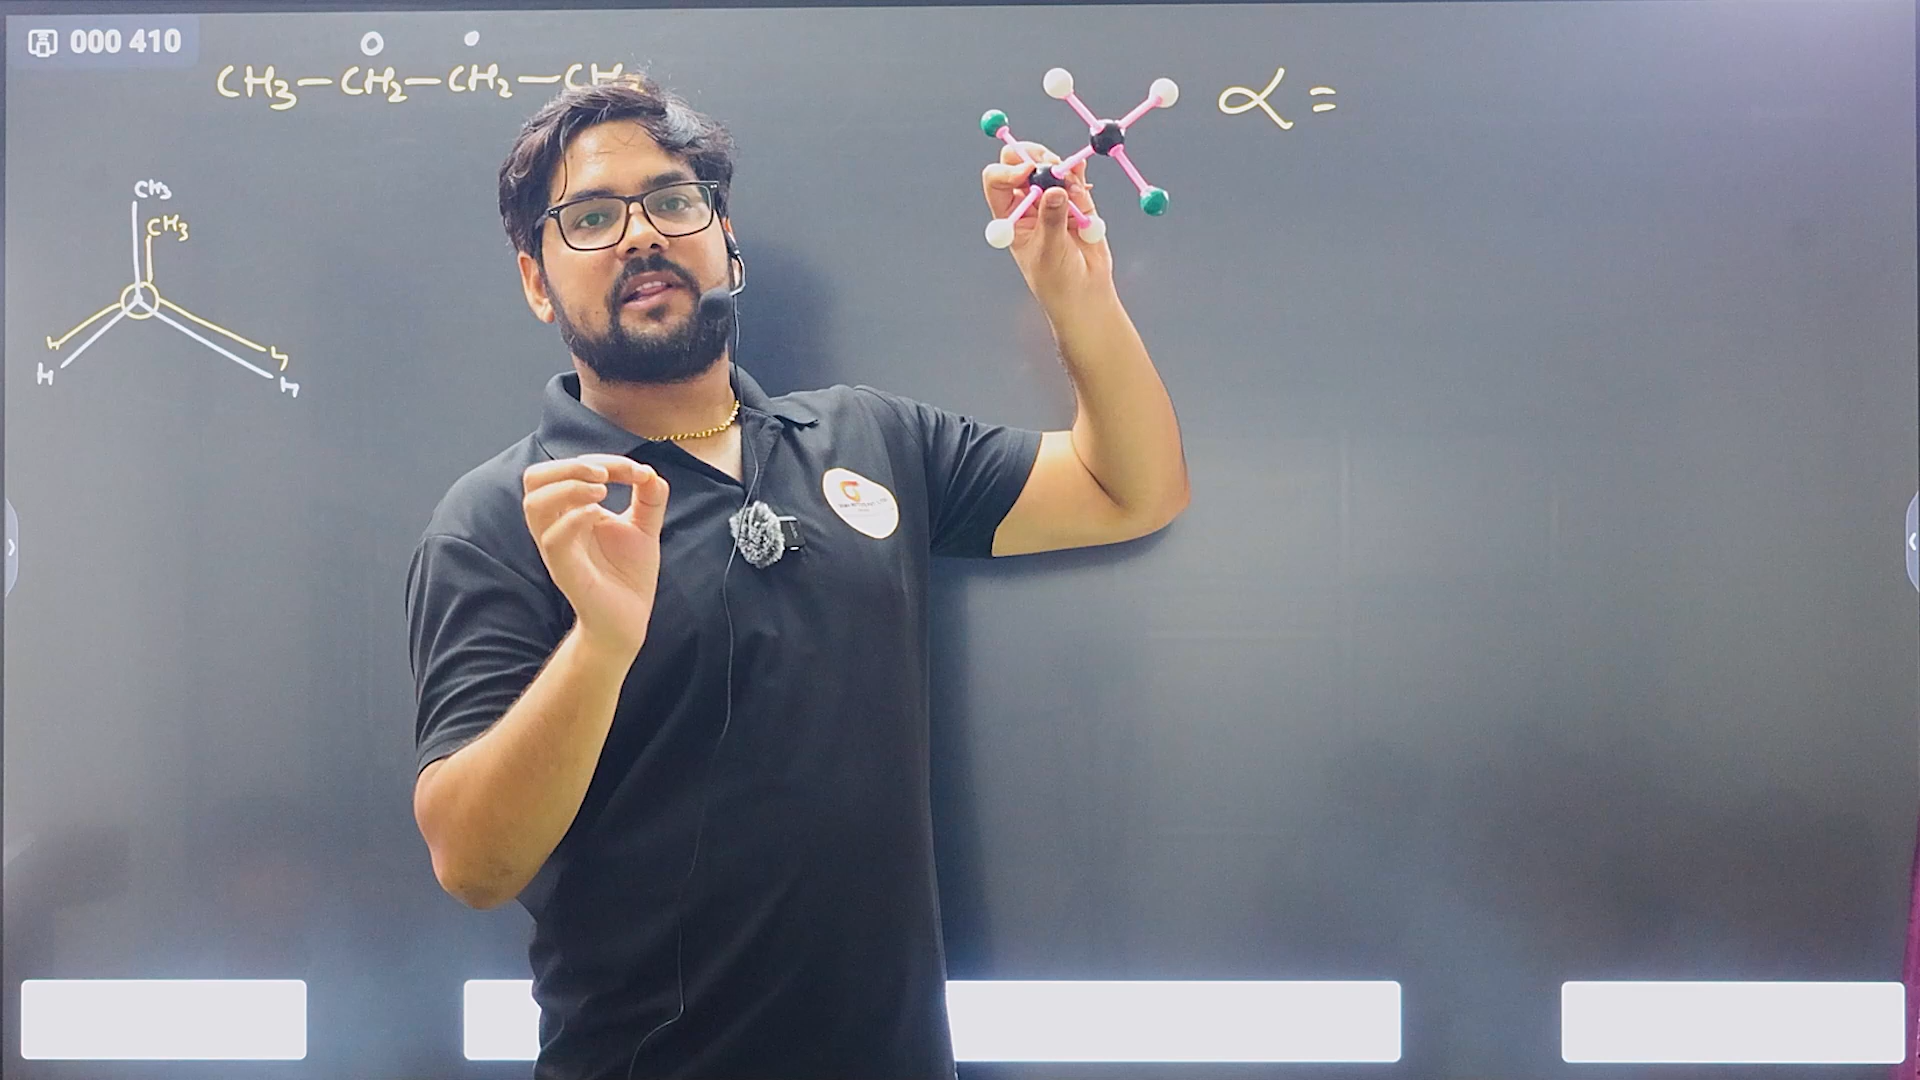 000 410
CH3-CH2-CH2-CH
α =
CH3
CH3
H
H
H
H